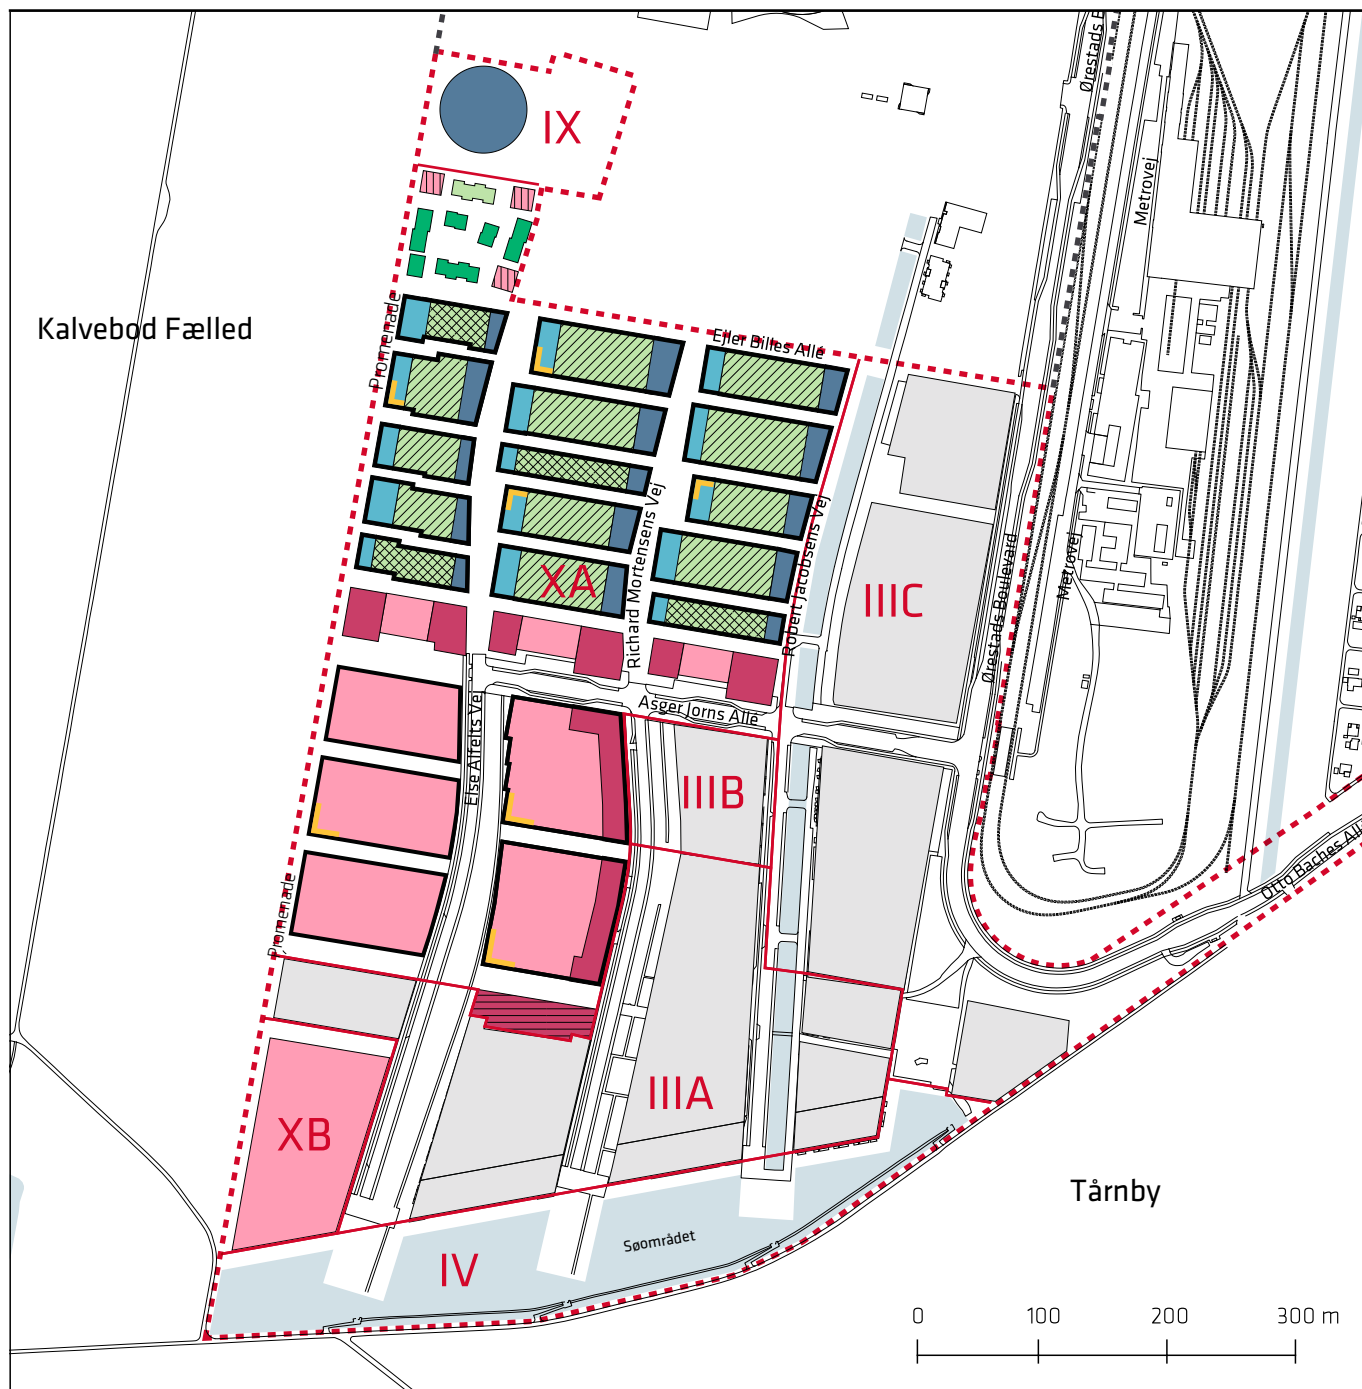 Ørestads B
IX
Metrovej
Kalvebod Fælled
Promenade
Ejler Billes Allé
Richard Mortensens Vej
Robert Jacobsens Vej
XA
IIIC
Ørestads Boulevard
Metrovej
Else Alfelts Vej
Asger Jorns Allé
IIIB
Otto Baches All
Promenade
IIIA
XB
Tårnby
Søområdet
IV
0 100 200 300 m